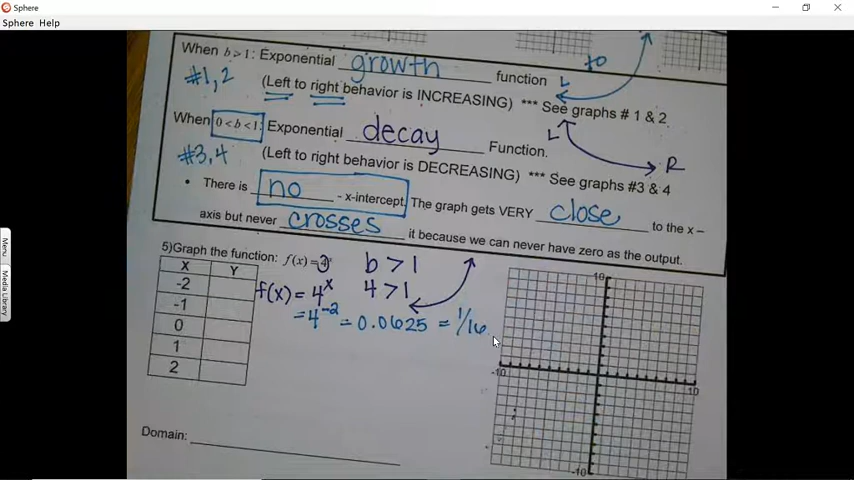 Sphere
Sphere Help
When b > 1: Exponential growth function
L to
#1,2
(Left to right behavior is INCREASING) *** See graphs # 1 & 2
When 0 < b < 1: Exponential decay Function.
L R
#3,4
(Left to right behavior is DECREASING) *** See graphs #3 & 4
• There is no - x-intercept. The graph gets VERY close to the x –
axis but never crosses it because we can never have zero as the output.
5)Graph the function: f(x) = b > 1
X Y
f(x) = 4^x 4 > 1
-2
= 4^-2 = 0.0625 = 1/16
-1
0
1
2
10
-10 10
-10
Domain:
Menu
Media Library